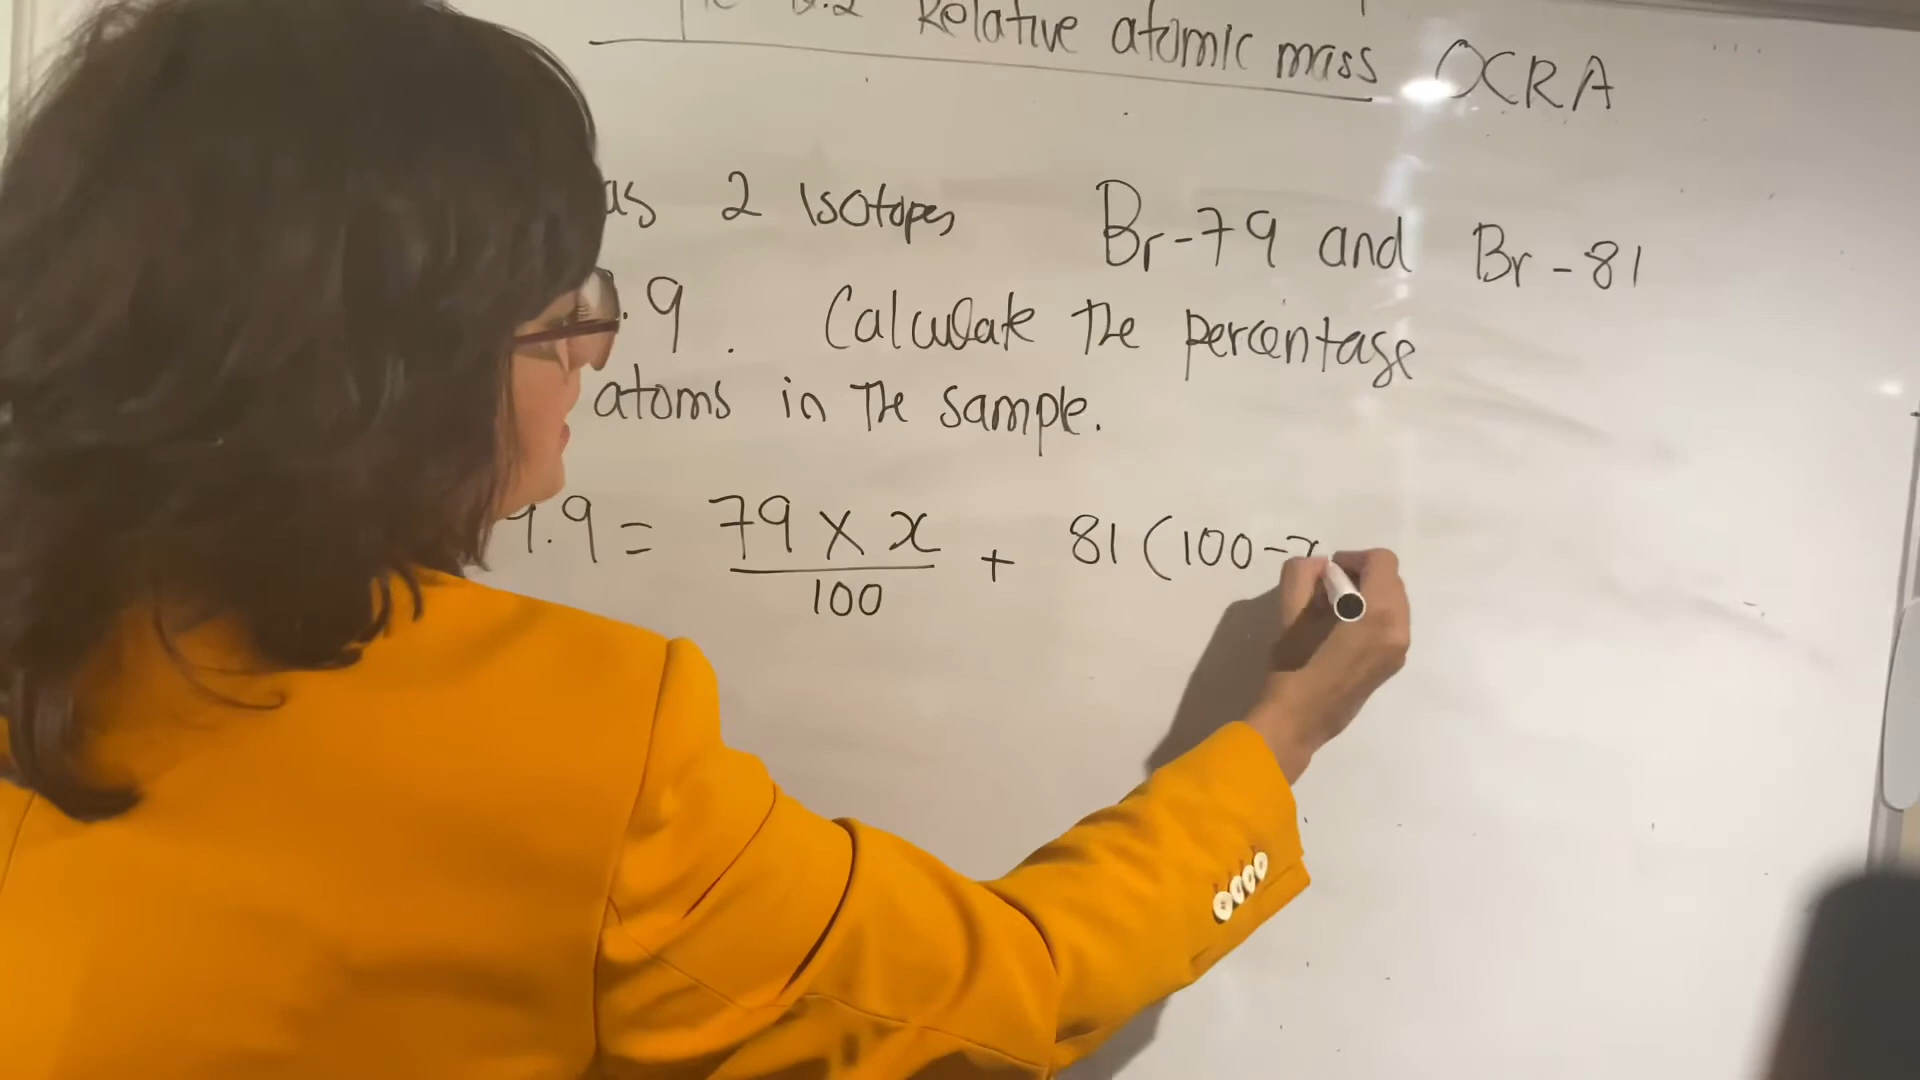 Relative atomic mass OCRA
as 2 Isotopes Br-79 and Br-81
.9. Calculate the percentage
atoms in the sample.
9.9 = 79 × x / 100 + 81 (100-x